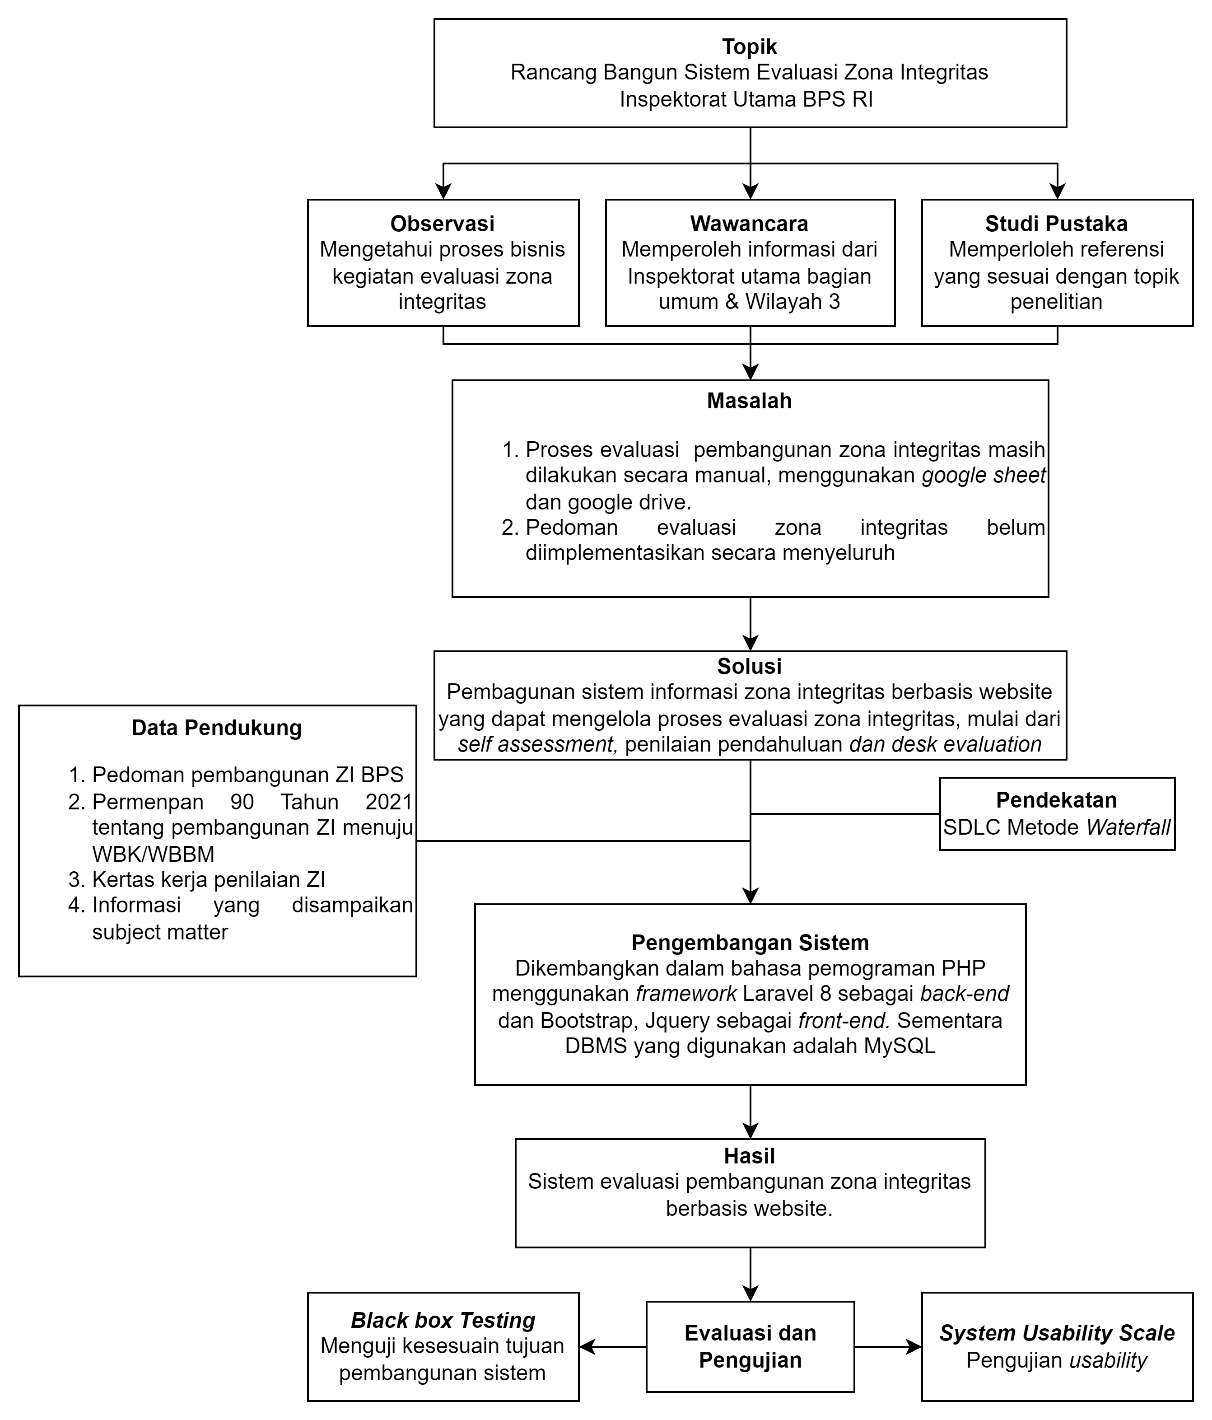 Topik
Rancang Bangun Sistem Evaluasi Zona Integritas
Inspektorat Utama BPS RI
Observasi
Mengetahui proses bisnis
kegiatan evaluasi zona
integritas
Wawancara
Memperoleh informasi dari
Inspektorat utama bagian
umum & Wilayah 3
Studi Pustaka
Memperloleh referensi
yang sesuai dengan topik
penelitian
Masalah
1. Proses evaluasi pembangunan zona integritas masih
dilakukan secara manual, menggunakan google sheet
dan google drive.
2. Pedoman evaluasi zona integritas belum
diimplementasikan secara menyeluruh
Solusi
Pembagunan sistem informasi zona integritas berbasis website
yang dapat mengelola proses evaluasi zona integritas, mulai dari
self assessment, penilaian pendahuluan dan desk evaluation
Data Pendukung
1. Pedoman pembangunan ZI BPS
2. Permenpan 90 Tahun 2021
tentang pembangunan ZI menuju
WBK/WBBM
3. Kertas kerja penilaian ZI
4. Informasi yang disampaikan
subject matter
Pendekatan
SDLC Metode Waterfall
Pengembangan Sistem
Dikembangkan dalam bahasa pemograman PHP
menggunakan framework Laravel 8 sebagai back-end
dan Bootstrap, Jquery sebagai front-end. Sementara
DBMS yang digunakan adalah MySQL
Hasil
Sistem evaluasi pembangunan zona integritas
berbasis website.
Black box Testing
Menguji kesesuain tujuan
pembangunan sistem
Evaluasi dan
Pengujian
System Usability Scale
Pengujian usability